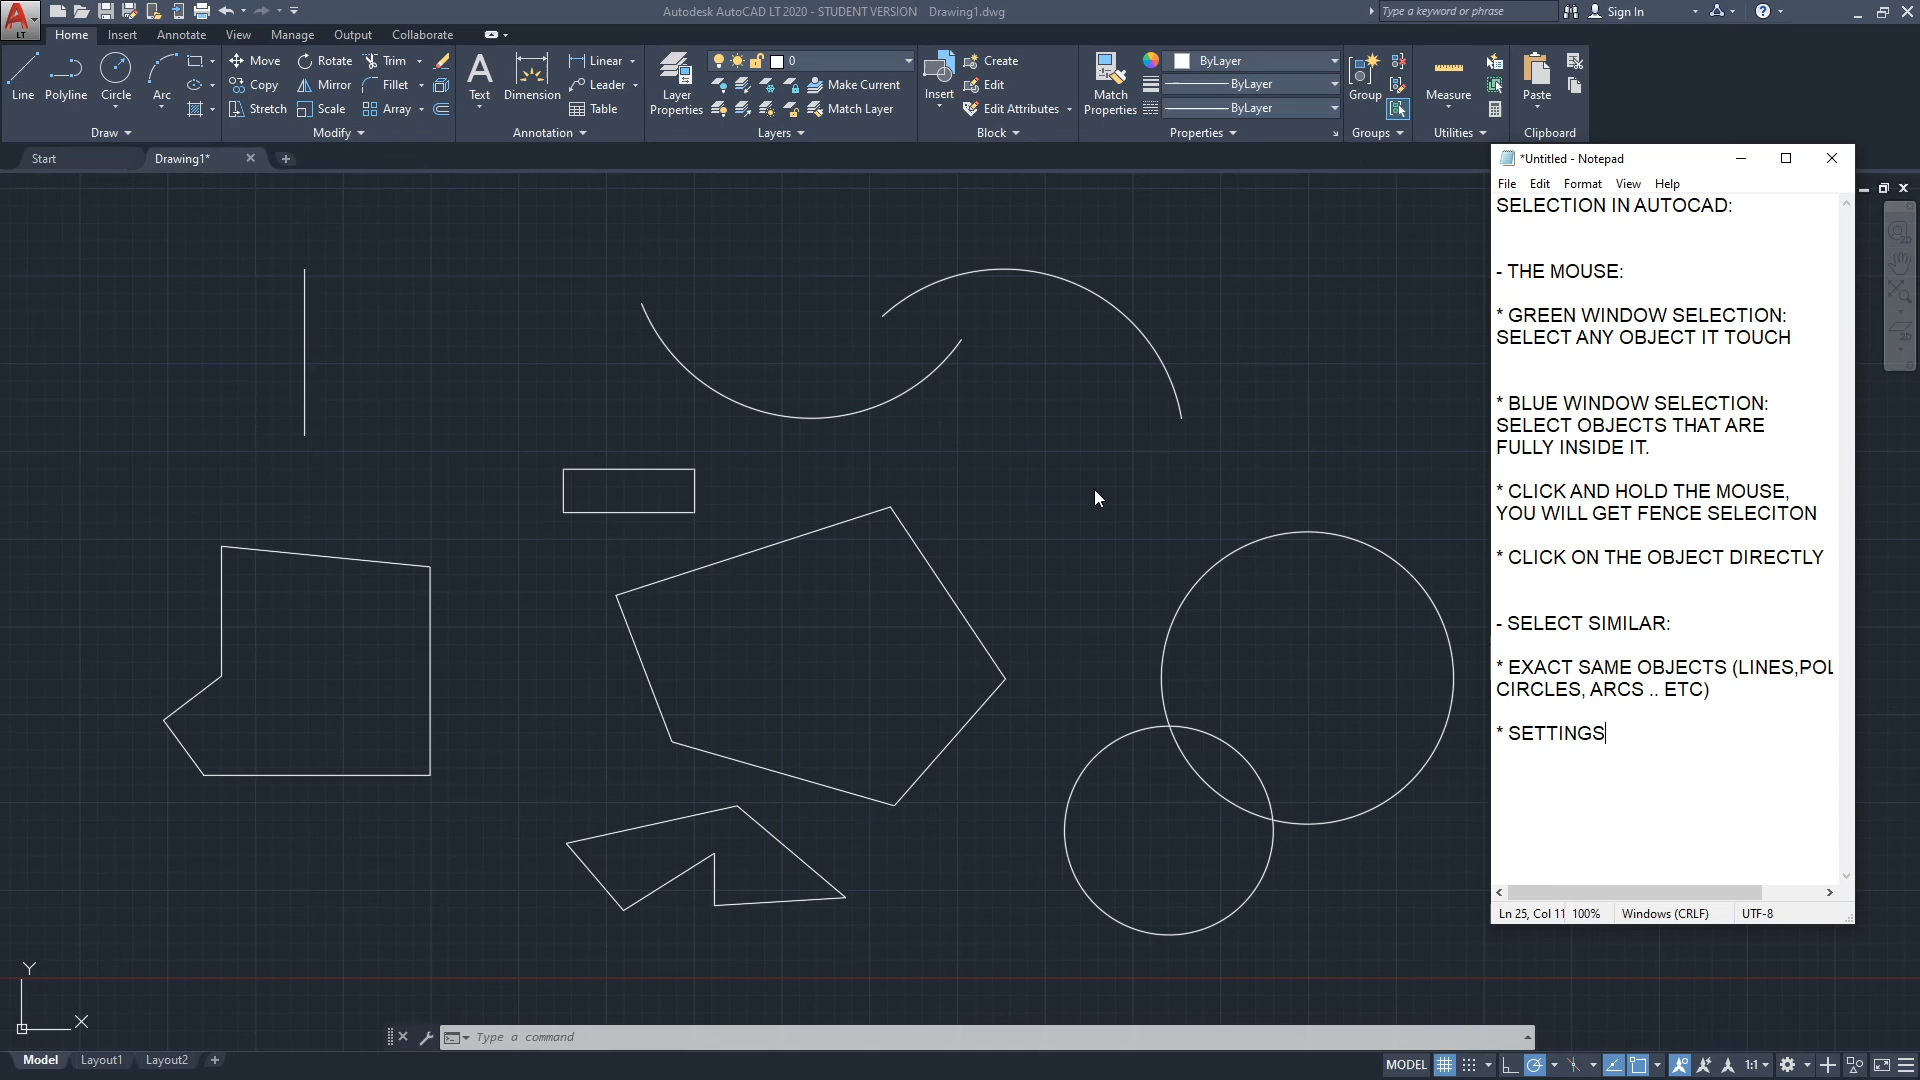 Autodesk AutoCAD LT 2020 - STUDENT VERSION Drawing1.dwg
Type a keyword or phrase
Sign In
LT
Home Insert Annotate View Manage Output Collaborate
Line Polyline Circle Arc
Draw
Move Rotate Trim
Copy Mirror Fillet
Stretch Scale Array
Modify
Text Dimension
Linear
Leader
Table
Annotation
Layer Properties
0
Make Current
Match Layer
Layers
Insert
Create
Edit
Edit Attributes
Block
Match Properties
ByLayer
ByLayer
ByLayer
Properties
Group
Groups
Measure
Utilities
Paste
Clipboard
Start Drawing1*
*Untitled - Notepad
File Edit Format View Help
SELECTION IN AUTOCAD:
- THE MOUSE:
* GREEN WINDOW SELECTION:
SELECT ANY OBJECT IT TOUCH
* BLUE WINDOW SELECTION:
SELECT OBJECTS THAT ARE
FULLY INSIDE IT.
* CLICK AND HOLD THE MOUSE,
YOU WILL GET FENCE SELECITON
* CLICK ON THE OBJECT DIRECTLY
- SELECT SIMILAR:
* EXACT SAME OBJECTS (LINES,POL
CIRCLES, ARCS .. ETC)
* SETTINGS
Ln 25, Col 11 100% Windows (CRLF) UTF-8
Y
X
Type a command
Model Layout1 Layout2
MODEL 1:1